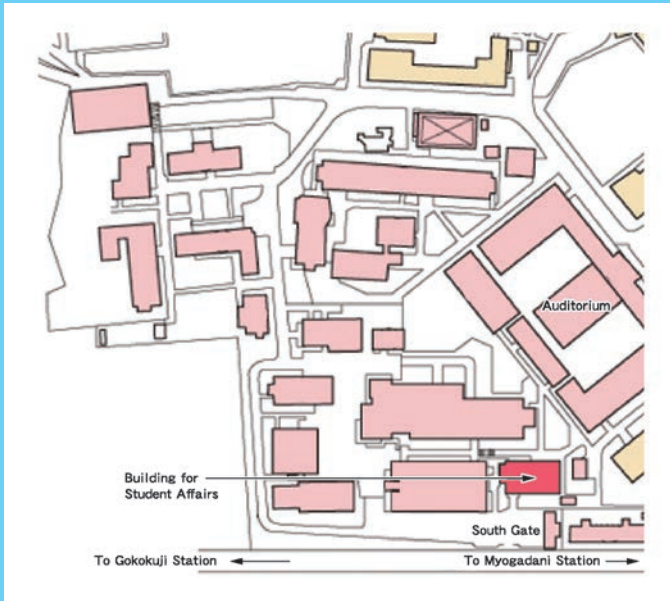 Auditorium
Building for
Student Affairs
South Gate
To Gokokuji Station
To Myogadani Station